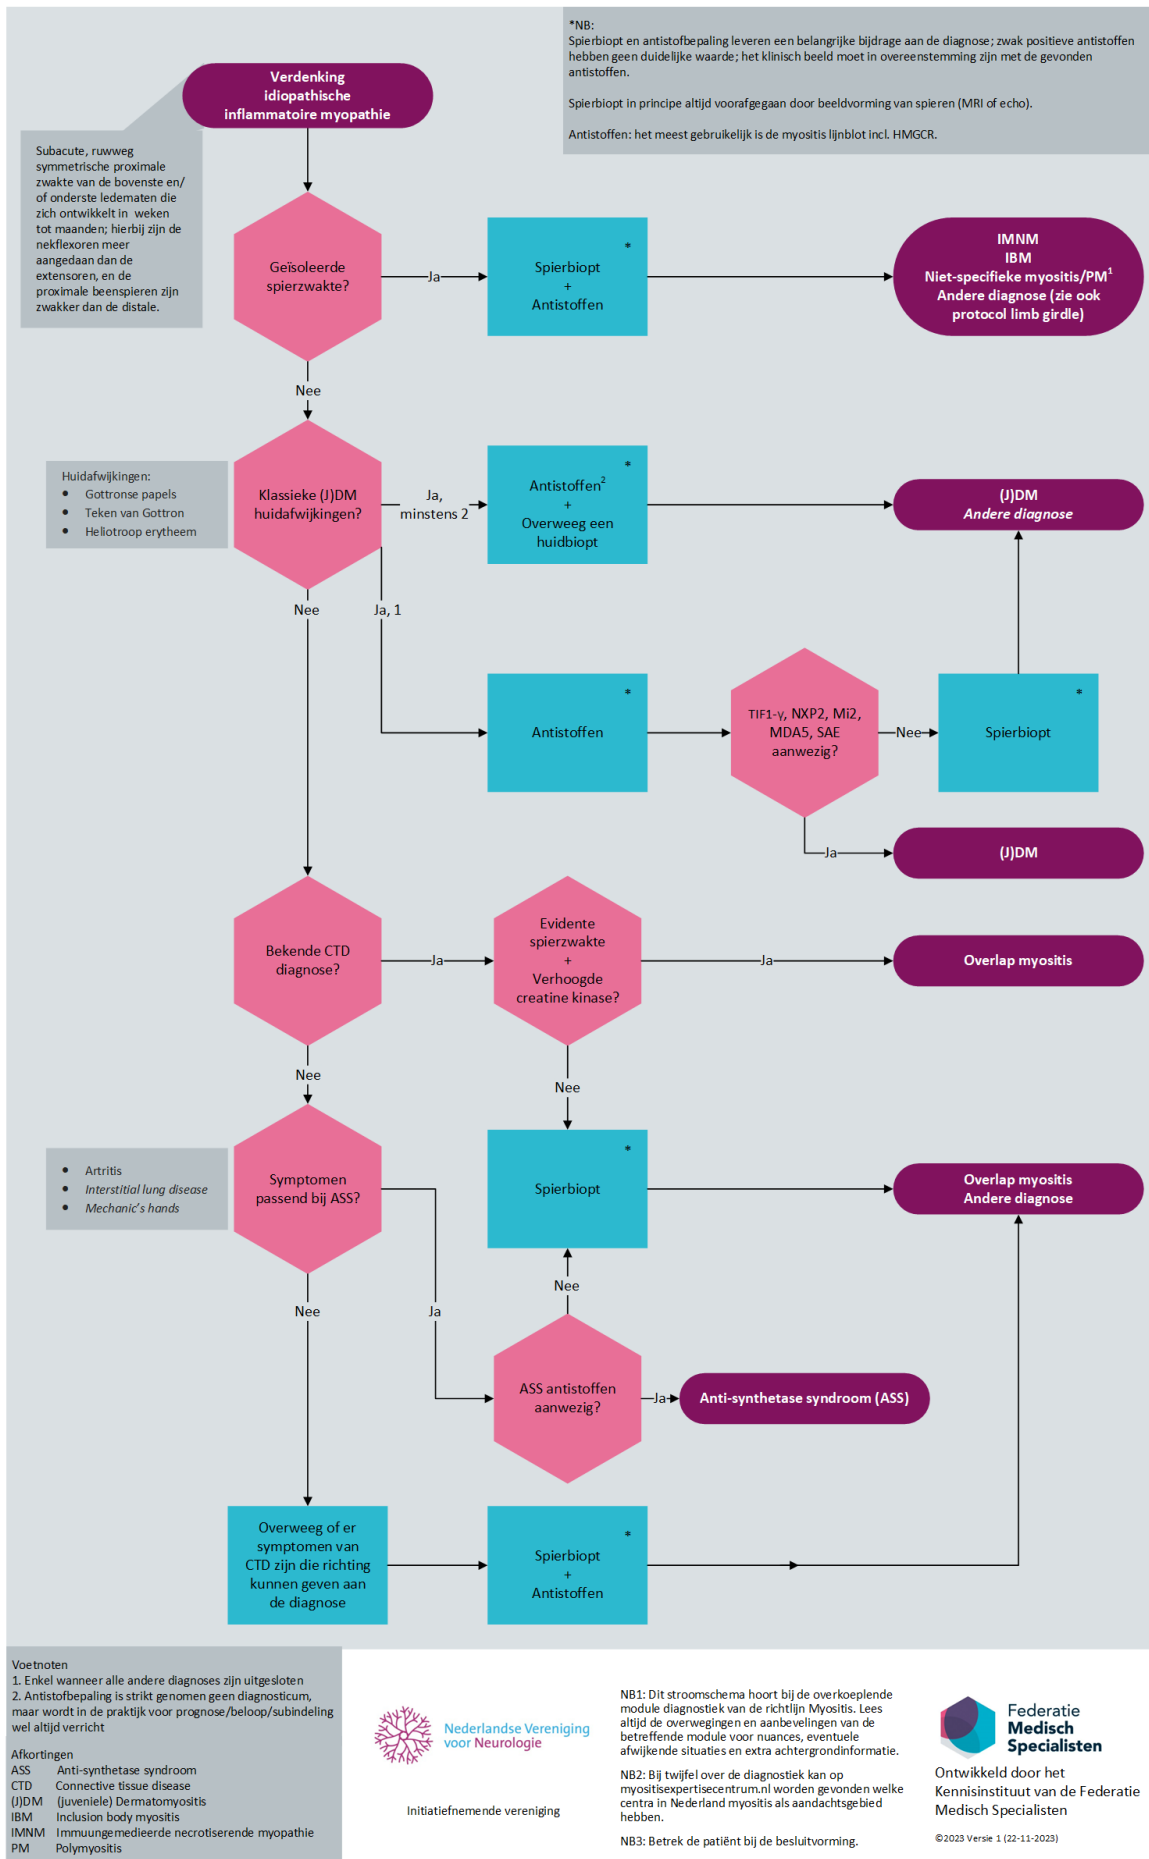 *NB:
Spierbiopt en antistofbepaling leveren een belangrijke bijdrage aan de diagnose; zwak positieve antistoffen
hebben geen duidelijke waarde; het klinisch beeld moet in overeenstemming zijn met de gevonden
antistoffen.
Spierbiopt in principe altijd voorafgegaan door beeldvorming van spieren (MRI of echo).
Antistoffen: het meest gebruikelijk is de myositis lijnblot incl. HMGCR.
Verdenking
idiopathische
inflammatoire myopathie
Subacute, ruwweg
symmetrische proximale
zwakte van de bovenste en/
of onderste ledematen die
zich ontwikkelt in weken
tot maanden; hierbij zijn de
nekflexoren meer
aangedaan dan de
extensoren, en de
proximale beenspieren zijn
zwakker dan de distale.
Geïsoleerde
spierzwakte?
Ja
*
Spierbiopt
+
Antistoffen
IMNM
IBM
Niet-specifieke myositis/PM1
Andere diagnose (zie ook
protocol limb girdle)
Nee
Huidafwijkingen:
• Gottronse papels
• Teken van Gottron
• Heliotroop erytheem
Klassieke (J)DM
huidafwijkingen?
Ja,
minstens 2
*
Antistoffen2
+
Overweeg een
huidbiopt
(J)DM
Andere diagnose
Nee
Ja, 1
*
Antistoffen
TIF1-γ, NXP2, Mi2,
MDA5, SAE
aanwezig?
Nee
*
Spierbiopt
Ja
(J)DM
Bekende CTD
diagnose?
Ja
Evidente
spierzwakte
+
Verhoogde
creatine kinase?
Ja
Overlap myositis
Nee
Nee
• Artritis
• Interstitial lung disease
• Mechanic's hands
Symptomen
passend bij ASS?
*
Spierbiopt
Overlap myositis
Andere diagnose
Nee
Ja
Nee
ASS antistoffen
aanwezig?
Ja
Anti-synthetase syndroom (ASS)
Overweeg of er
symptomen van
CTD zijn die richting
kunnen geven aan
de diagnose
*
Spierbiopt
+
Antistoffen
Voetnoten
1. Enkel wanneer alle andere diagnoses zijn uitgesloten
2. Antistofbepaling is strikt genomen geen diagnosticum,
maar wordt in de praktijk voor prognose/beloop/subindeling
wel altijd verricht
Afkortingen
ASS Anti-synthetase syndroom
CTD Connective tissue disease
(J)DM (juveniele) Dermatomyositis
IBM Inclusion body myositis
IMNM Immuungemedieerde necrotiserende myopathie
PM Polymyositis
Nederlandse Vereniging
voor Neurologie
Initiatiefnemende vereniging
NB1: Dit stroomschema hoort bij de overkoeplende
module diagnostiek van de richtlijn Myositis. Lees
altijd de overwegingen en aanbevelingen van de
betreffende module voor nuances, eventuele
afwijkende situaties en extra achtergrondinformatie.
NB2: Bij twijfel over de diagnostiek kan op
myositisexpertisecentrum.nl worden gevonden welke
centra in Nederland myositis als aandachtsgebied
hebben.
NB3: Betrek de patiënt bij de besluitvorming.
Federatie
Medisch
Specialisten
Ontwikkeld door het
Kennisinstituut van de Federatie
Medisch Specialisten
©2023 Versie 1 (22-11-2023)